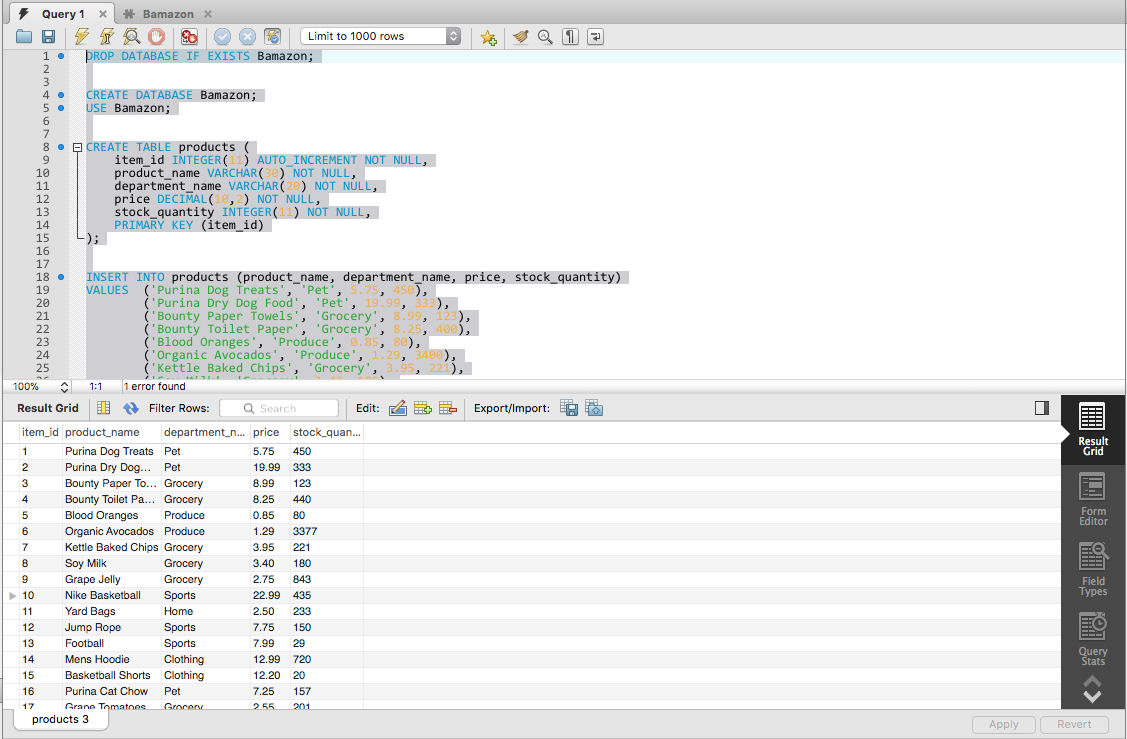 Query 1 Bamazon
Limit to 1000 rows
1 DROP DATABASE IF EXISTS Bamazon;
2
3
4 CREATE DATABASE Bamazon;
5 USE Bamazon;
6
7
8 CREATE TABLE products (
9 item_id INTEGER(11) AUTO_INCREMENT NOT NULL,
10 product_name VARCHAR(30) NOT NULL,
11 department_name VARCHAR(20) NOT NULL,
12 price DECIMAL(10,2) NOT NULL,
13 stock_quantity INTEGER(11) NOT NULL,
14 PRIMARY KEY (item_id)
15 );
16
17
18 INSERT INTO products (product_name, department_name, price, stock_quantity)
19 VALUES ('Purina Dog Treats', 'Pet', 5.75, 450),
20 ('Purina Dry Dog Food', 'Pet', 19.99, 333),
21 ('Bounty Paper Towels', 'Grocery', 8.99, 123),
22 ('Bounty Toilet Paper', 'Grocery', 8.25, 400),
23 ('Blood Oranges', 'Produce', 0.85, 80),
24 ('Organic Avocados', 'Produce', 1.29, 3400),
25 ('Kettle Baked Chips', 'Grocery', 3.95, 221),
100% 1:1 1 error found
Result Grid Filter Rows: Search Edit: Export/Import:
item_id product_name department_n... price stock_quan...
1 Purina Dog Treats Pet 5.75 450
2 Purina Dry Dog... Pet 19.99 333
3 Bounty Paper To... Grocery 8.99 123
4 Bounty Toilet Pa... Grocery 8.25 440
5 Blood Oranges Produce 0.85 80
6 Organic Avocados Produce 1.29 3377
7 Kettle Baked Chips Grocery 3.95 221
8 Soy Milk Grocery 3.40 180
9 Grape Jelly Grocery 2.75 843
10 Nike Basketball Sports 22.99 435
11 Yard Bags Home 2.50 233
12 Jump Rope Sports 7.75 150
13 Football Sports 7.99 29
14 Mens Hoodie Clothing 12.99 720
15 Basketball Shorts Clothing 12.20 20
16 Purina Cat Chow Pet 7.25 157
17 Grape Tomatoes Grocery 2.55 201
Result
Grid
Form
Editor
Field
Types
Query
Stats
products 3
Apply Revert